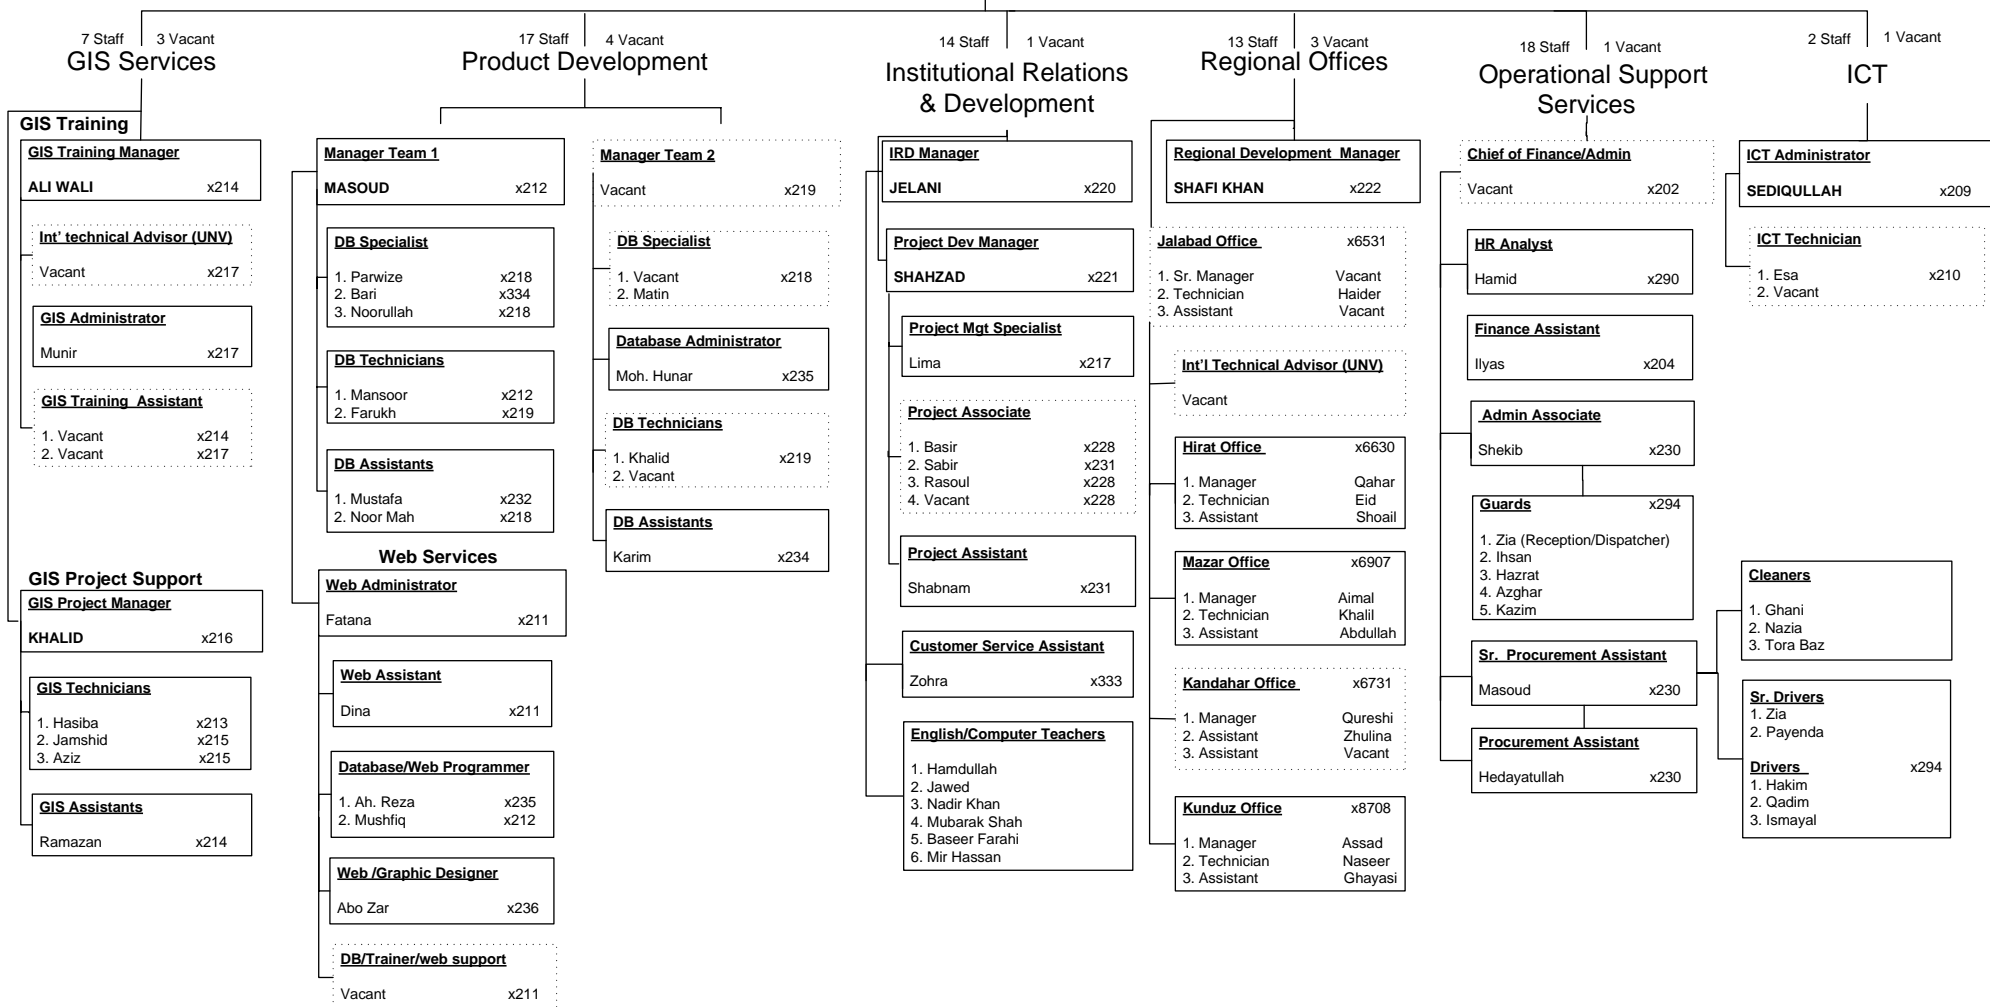 7 Staff 3 Vacant
GIS Services
GIS Training
GIS Training Manager
ALI WALI x214
Int' technical Advisor (UNV)
Vacant x217
GIS Administrator
Munir x217
GIS Training Assistant
1. Vacant x214
2. Vacant x217
GIS Project Support
GIS Project Manager
KHALID x216
GIS Technicians
1. Hasiba x213
2. Jamshid x215
3. Aziz x215
GIS Assistants
Ramazan x214
17 Staff 4 Vacant
Product Development
Manager Team 1
MASOUD x212
DB Specialist
1. Parwize x218
2. Bari x334
3. Noorullah x218
DB Technicians
1. Mansoor x212
2. Farukh x219
DB Assistants
1. Mustafa x232
2. Noor Mah x218
Web Services
Web Administrator
Fatana x211
Web Assistant
Dina x211
Database/Web Programmer
1. Ah. Reza x235
2. Mushfiq x212
Web /Graphic Designer
Abo Zar x236
DB/Trainer/web support
Vacant x211
Manager Team 2
Vacant x219
DB Specialist
1. Vacant x218
2. Matin
Database Administrator
Moh. Hunar x235
DB Technicians
1. Khalid x219
2. Vacant
DB Assistants
Karim x234
14 Staff 1 Vacant
Institutional Relations
& Development
IRD Manager
JELANI x220
Project Dev Manager
SHAHZAD x221
Project Mgt Specialist
Lima x217
Project Associate
1. Basir x228
2. Sabir x231
3. Rasoul x228
4. Vacant x228
Project Assistant
Shabnam x231
Customer Service Assistant
Zohra x333
English/Computer Teachers
1. Hamdullah
2. Jawed
3. Nadir Khan
4. Mubarak Shah
5. Baseer Farahi
6. Mir Hassan
13 Staff 3 Vacant
Regional Offices
Regional Development Manager
SHAFI KHAN x222
Jalabad Office x6531
1. Sr. Manager Vacant
2. Technician Haider
3. Assistant Vacant
Int'l Technical Advisor (UNV)
Vacant
Hirat Office x6630
1. Manager Qahar
2. Technician Eid
3. Assistant Shoail
Mazar Office x6907
1. Manager Aimal
2. Technician Khalil
3. Assistant Abdullah
Kandahar Office x6731
1. Manager Qureshi
2. Assistant Zhulina
3. Assistant Vacant
Kunduz Office x8708
1. Manager Assad
2. Technician Naseer
3. Assistant Ghayasi
18 Staff 1 Vacant
Operational Support
Services
Chief of Finance/Admin
Vacant x202
HR Analyst
Hamid x290
Finance Assistant
Ilyas x204
Admin Associate
Shekib x230
Guards x294
1. Zia (Reception/Dispatcher)
2. Ihsan
3. Hazrat
4. Azghar
5. Kazim
Sr. Procurement Assistant
Masoud x230
Procurement Assistant
Hedayatullah x230
Cleaners
1. Ghani
2. Nazia
3. Tora Baz
Sr. Drivers
1. Zia
2. Payenda
Drivers x294
1. Hakim
2. Qadim
3. Ismayal
2 Staff 1 Vacant
ICT
ICT Administrator
SEDIQULLAH x209
ICT Technician
1. Esa x210
2. Vacant